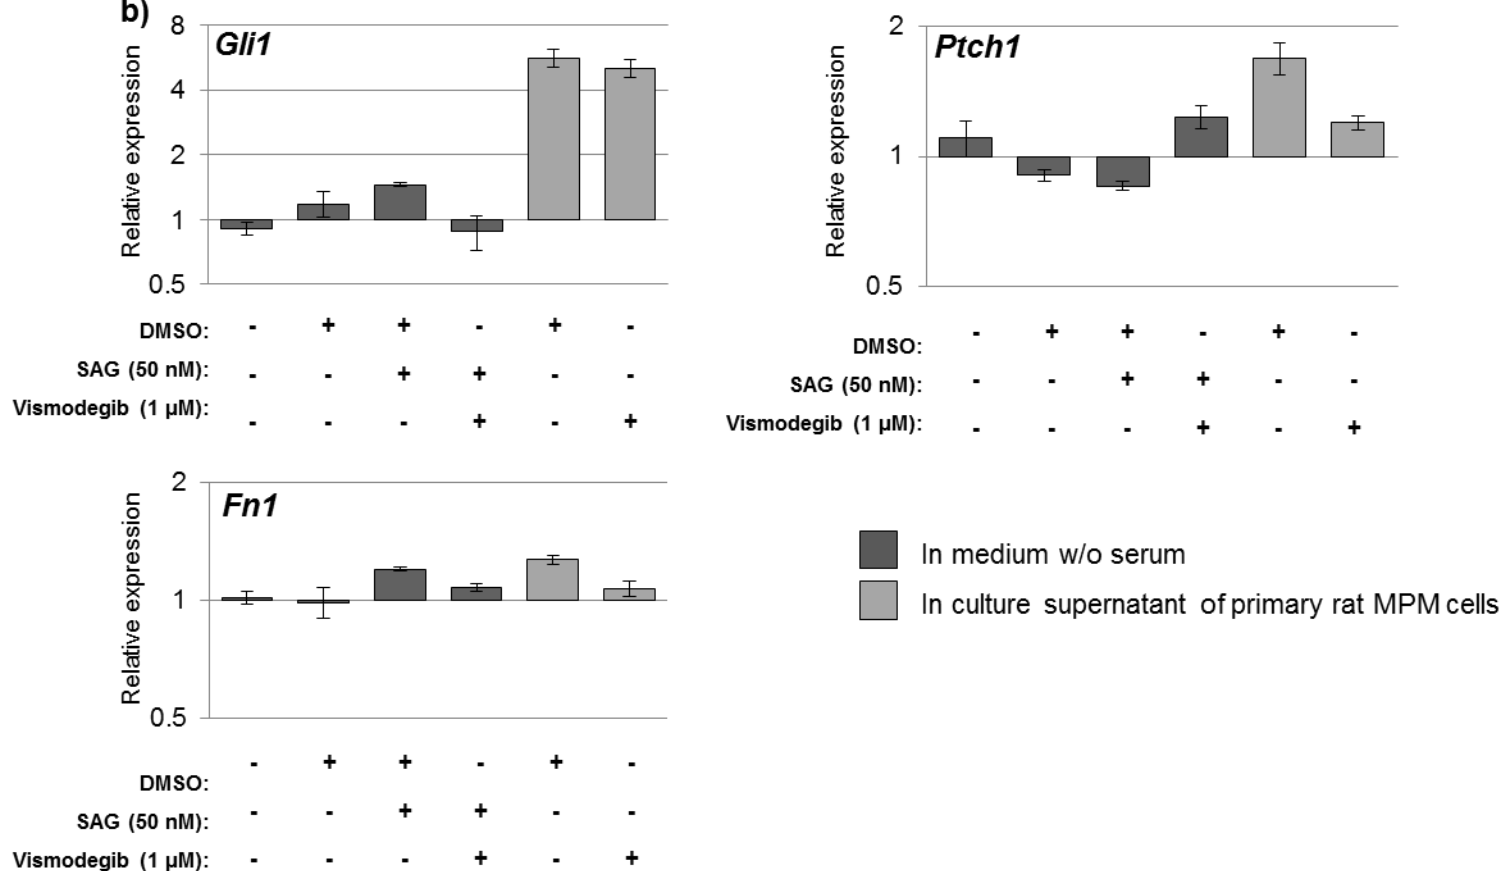 b)
Gli1
Relative expression
8
4
2
1
0.5
DMSO: - + + - + -
SAG (50 nM): - - + + - -
Vismodegib (1 µM): - - - + - +
Ptch1
Relative expression
2
1
0.5
DMSO: - + + - + -
SAG (50 nM): - - + + - -
Vismodegib (1 µM): - - - + - +
Fn1
Relative expression
2
1
0.5
DMSO: - + + - + -
SAG (50 nM): - - + + - -
Vismodegib (1 µM): - - - + - +
In medium w/o serum
In culture supernatant of primary rat MPM cells